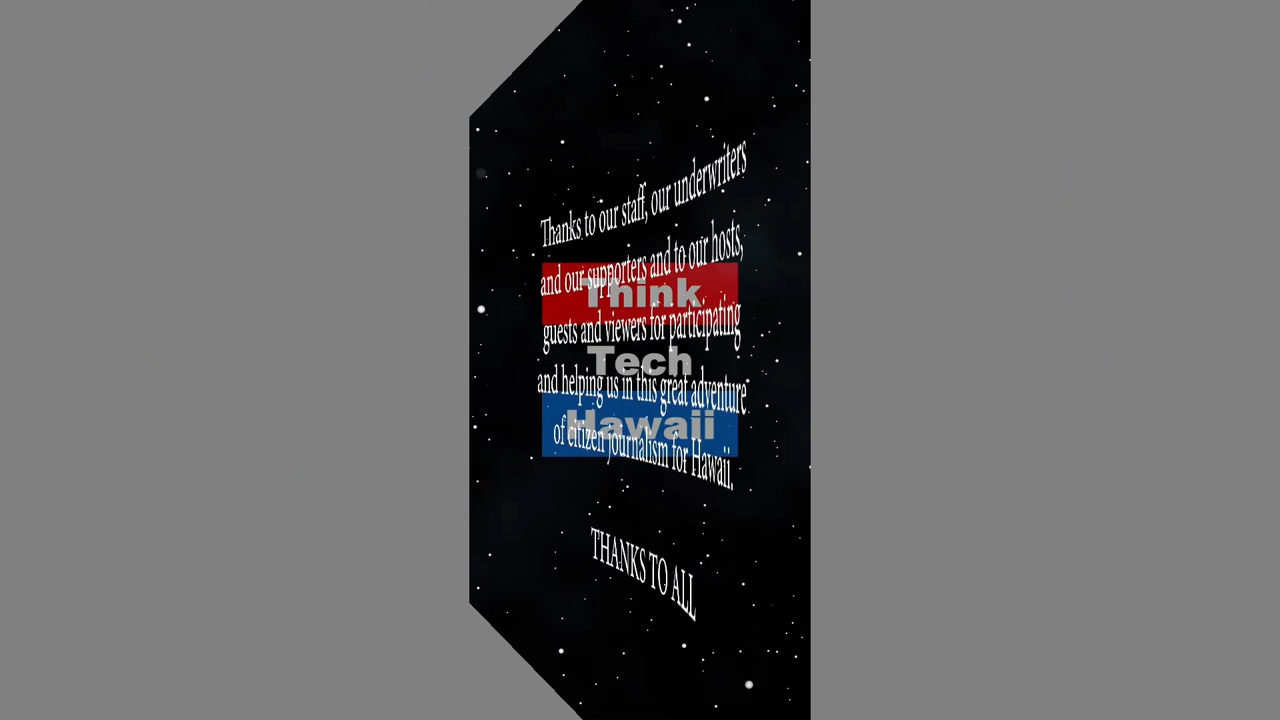 Thanks to our staff, our underwriters
and our supporters and to our hosts,
Think
guests and viewers for participating
Tech
and helping us in this great adventure
Hawaii
of citizen journalism for Hawaii.
THANKS TO ALL